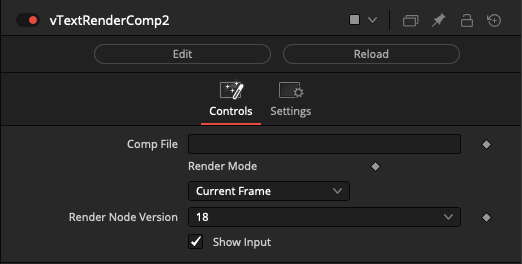 vTextRenderComp2
Edit Reload
Controls Settings
Comp File
Render Mode
Current Frame
Render Node Version 18
Show Input